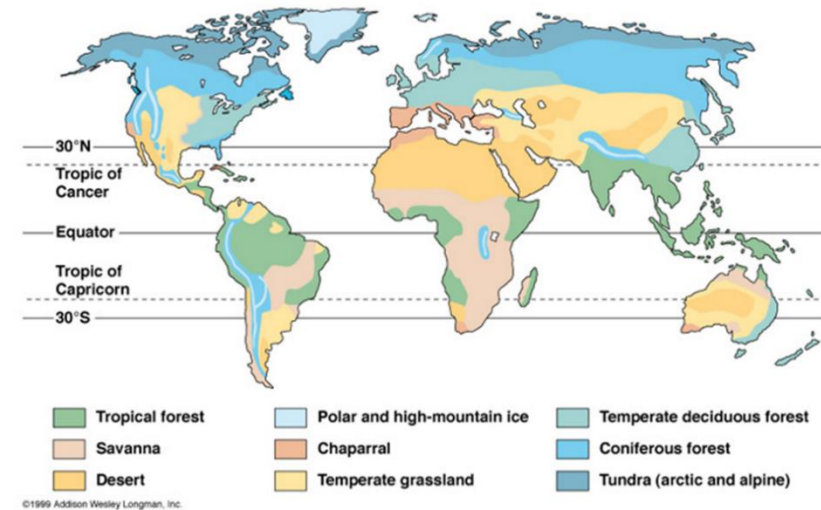 30°N
Tropic of
Cancer
Equator
Tropic of
Capricorn
30°S
Tropical forest
Polar and high-mountain ice
Temperate deciduous forest
Savanna
Chaparral
Coniferous forest
Desert
Temperate grassland
Tundra (arctic and alpine)
©1999 Addison Wesley Longman, Inc.